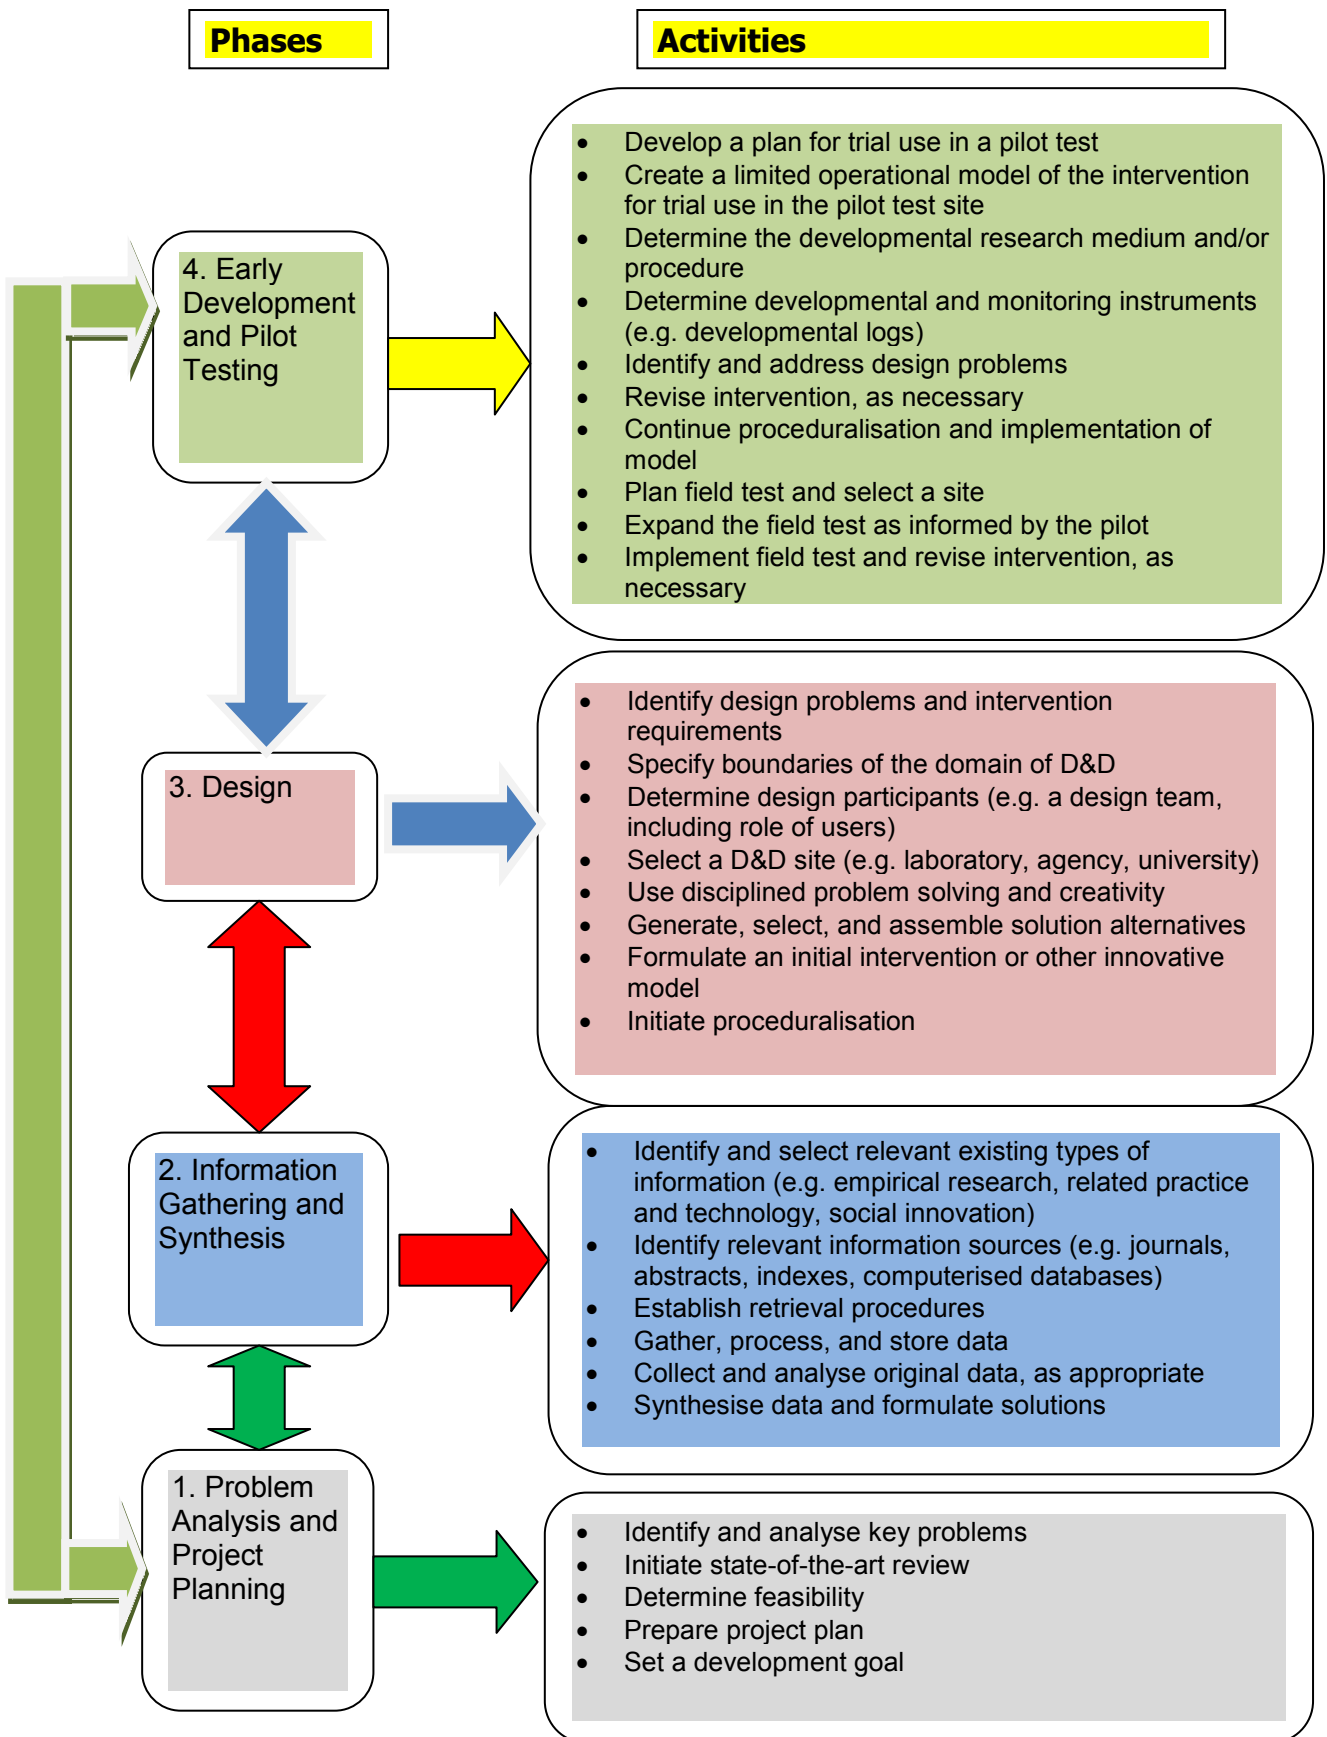 Phases
Activities
4. Early
Development
and Pilot
Testing
• Develop a plan for trial use in a pilot test
• Create a limited operational model of the intervention
for trial use in the pilot test site
• Determine the developmental research medium and/or
procedure
• Determine developmental and monitoring instruments
(e.g. developmental logs)
• Identify and address design problems
• Revise intervention, as necessary
• Continue proceduralisation and implementation of
model
• Plan field test and select a site
• Expand the field test as informed by the pilot
• Implement field test and revise intervention, as
necessary
3. Design
• Identify design problems and intervention
requirements
• Specify boundaries of the domain of D&D
• Determine design participants (e.g. a design team,
including role of users)
• Select a D&D site (e.g. laboratory, agency, university)
• Use disciplined problem solving and creativity
• Generate, select, and assemble solution alternatives
• Formulate an initial intervention or other innovative
model
• Initiate proceduralisation
2. Information
Gathering and
Synthesis
• Identify and select relevant existing types of
information (e.g. empirical research, related practice
and technology, social innovation)
• Identify relevant information sources (e.g. journals,
abstracts, indexes, computerised databases)
• Establish retrieval procedures
• Gather, process, and store data
• Collect and analyse original data, as appropriate
• Synthesise data and formulate solutions
1. Problem
Analysis and
Project
Planning
• Identify and analyse key problems
• Initiate state-of-the-art review
• Determine feasibility
• Prepare project plan
• Set a development goal